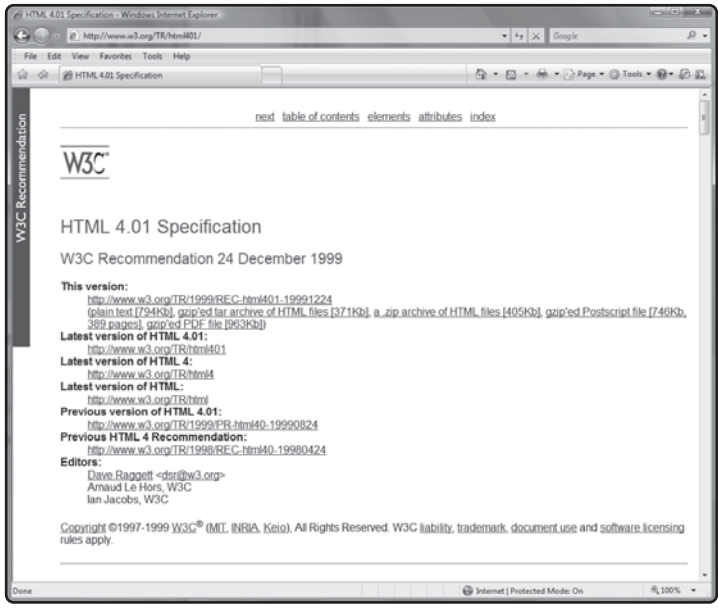 HTML 4.01 Specification - Windows Internet Explorer
http://www.w3.org/TR/html401/
Google
File Edit View Favorites Tools Help
HTML 4.01 Specification
Page Tools
next table of contents elements attributes index
W3C Recommendation
W3C®
HTML 4.01 Specification
W3C Recommendation 24 December 1999
This version:
http://www.w3.org/TR/1999/REC-html401-19991224
(plain text [794Kb], gzip'ed tar archive of HTML files [371Kb], a .zip archive of HTML files [405Kb], gzip'ed Postscript file [746Kb,
389 pages], gzip'ed PDF file [963Kb])
Latest version of HTML 4.01:
http://www.w3.org/TR/html401
Latest version of HTML 4:
http://www.w3.org/TR/html4
Latest version of HTML:
http://www.w3.org/TR/html
Previous version of HTML 4.01:
http://www.w3.org/TR/1999/PR-html40-19990824
Previous HTML 4 Recommendation:
http://www.w3.org/TR/1998/REC-html40-19980424
Editors:
Dave Raggett <dsr@w3.org>
Arnaud Le Hors, W3C
Ian Jacobs, W3C
Copyright ©1997-1999 W3C® (MIT, INRIA, Keio), All Rights Reserved. W3C liability, trademark, document use and software licensing
rules apply.
Done
Internet | Protected Mode: On
100%